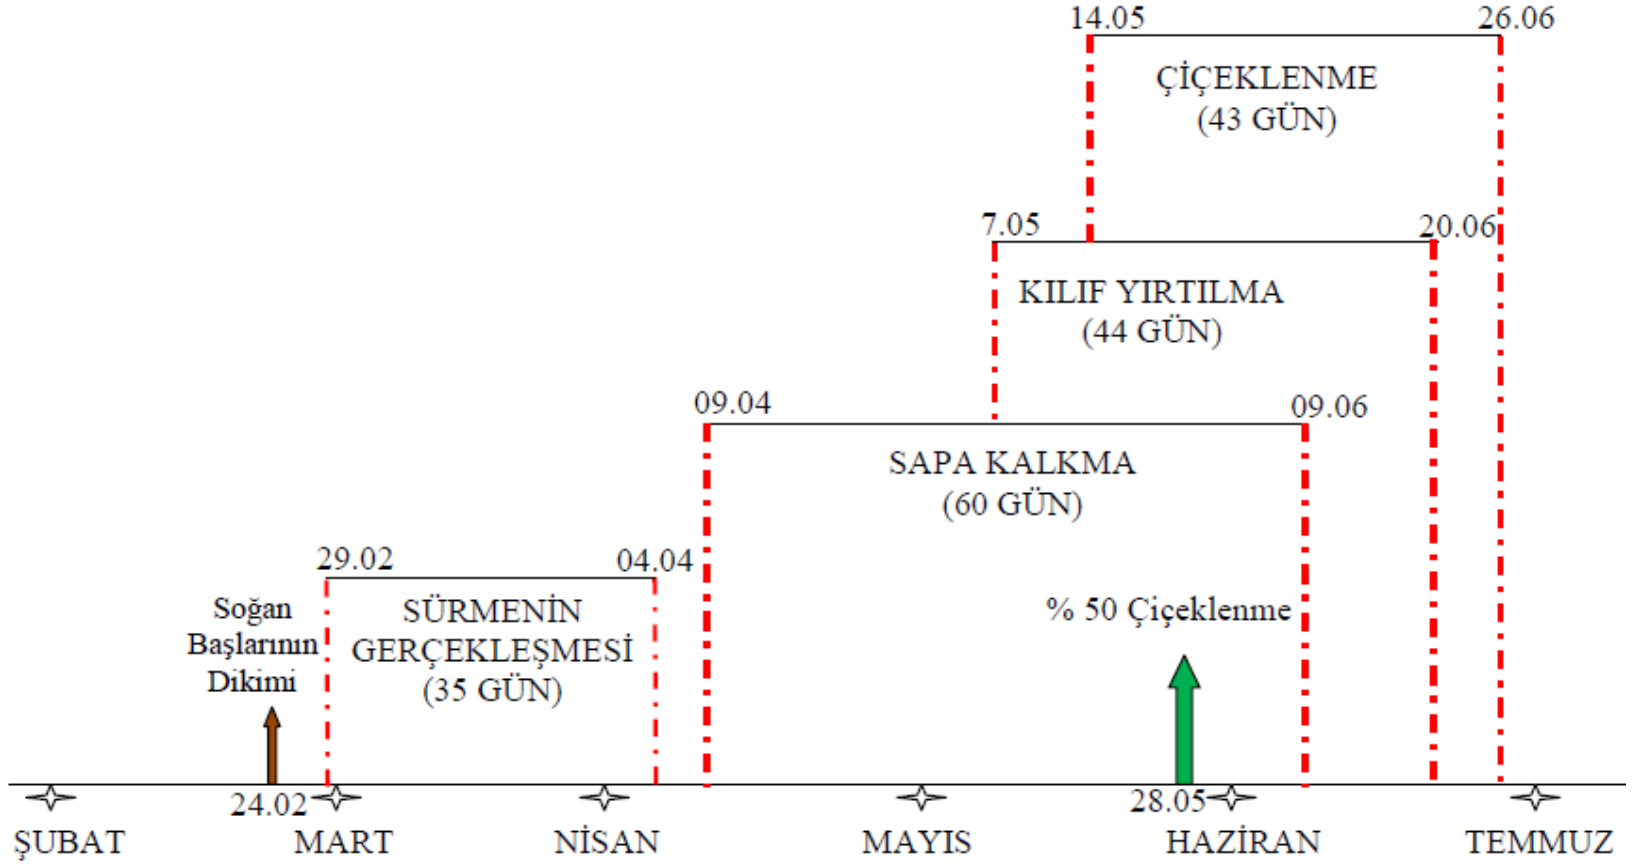 14.05
26.06
ÇİÇEKLENME
(43 GÜN)
7.05
20.06
KILIF YIRTILMA
(44 GÜN)
09.04
09.06
SAPA KALKMA
(60 GÜN)
29.02
04.04
SÜRMENİN
GERÇEKLEŞMESİ
(35 GÜN)
Soğan
Başlarının
Dikimi
% 50 Çiçeklenme
24.02
28.05
ŞUBAT
MART
NİSAN
MAYIS
HAZİRAN
TEMMUZ